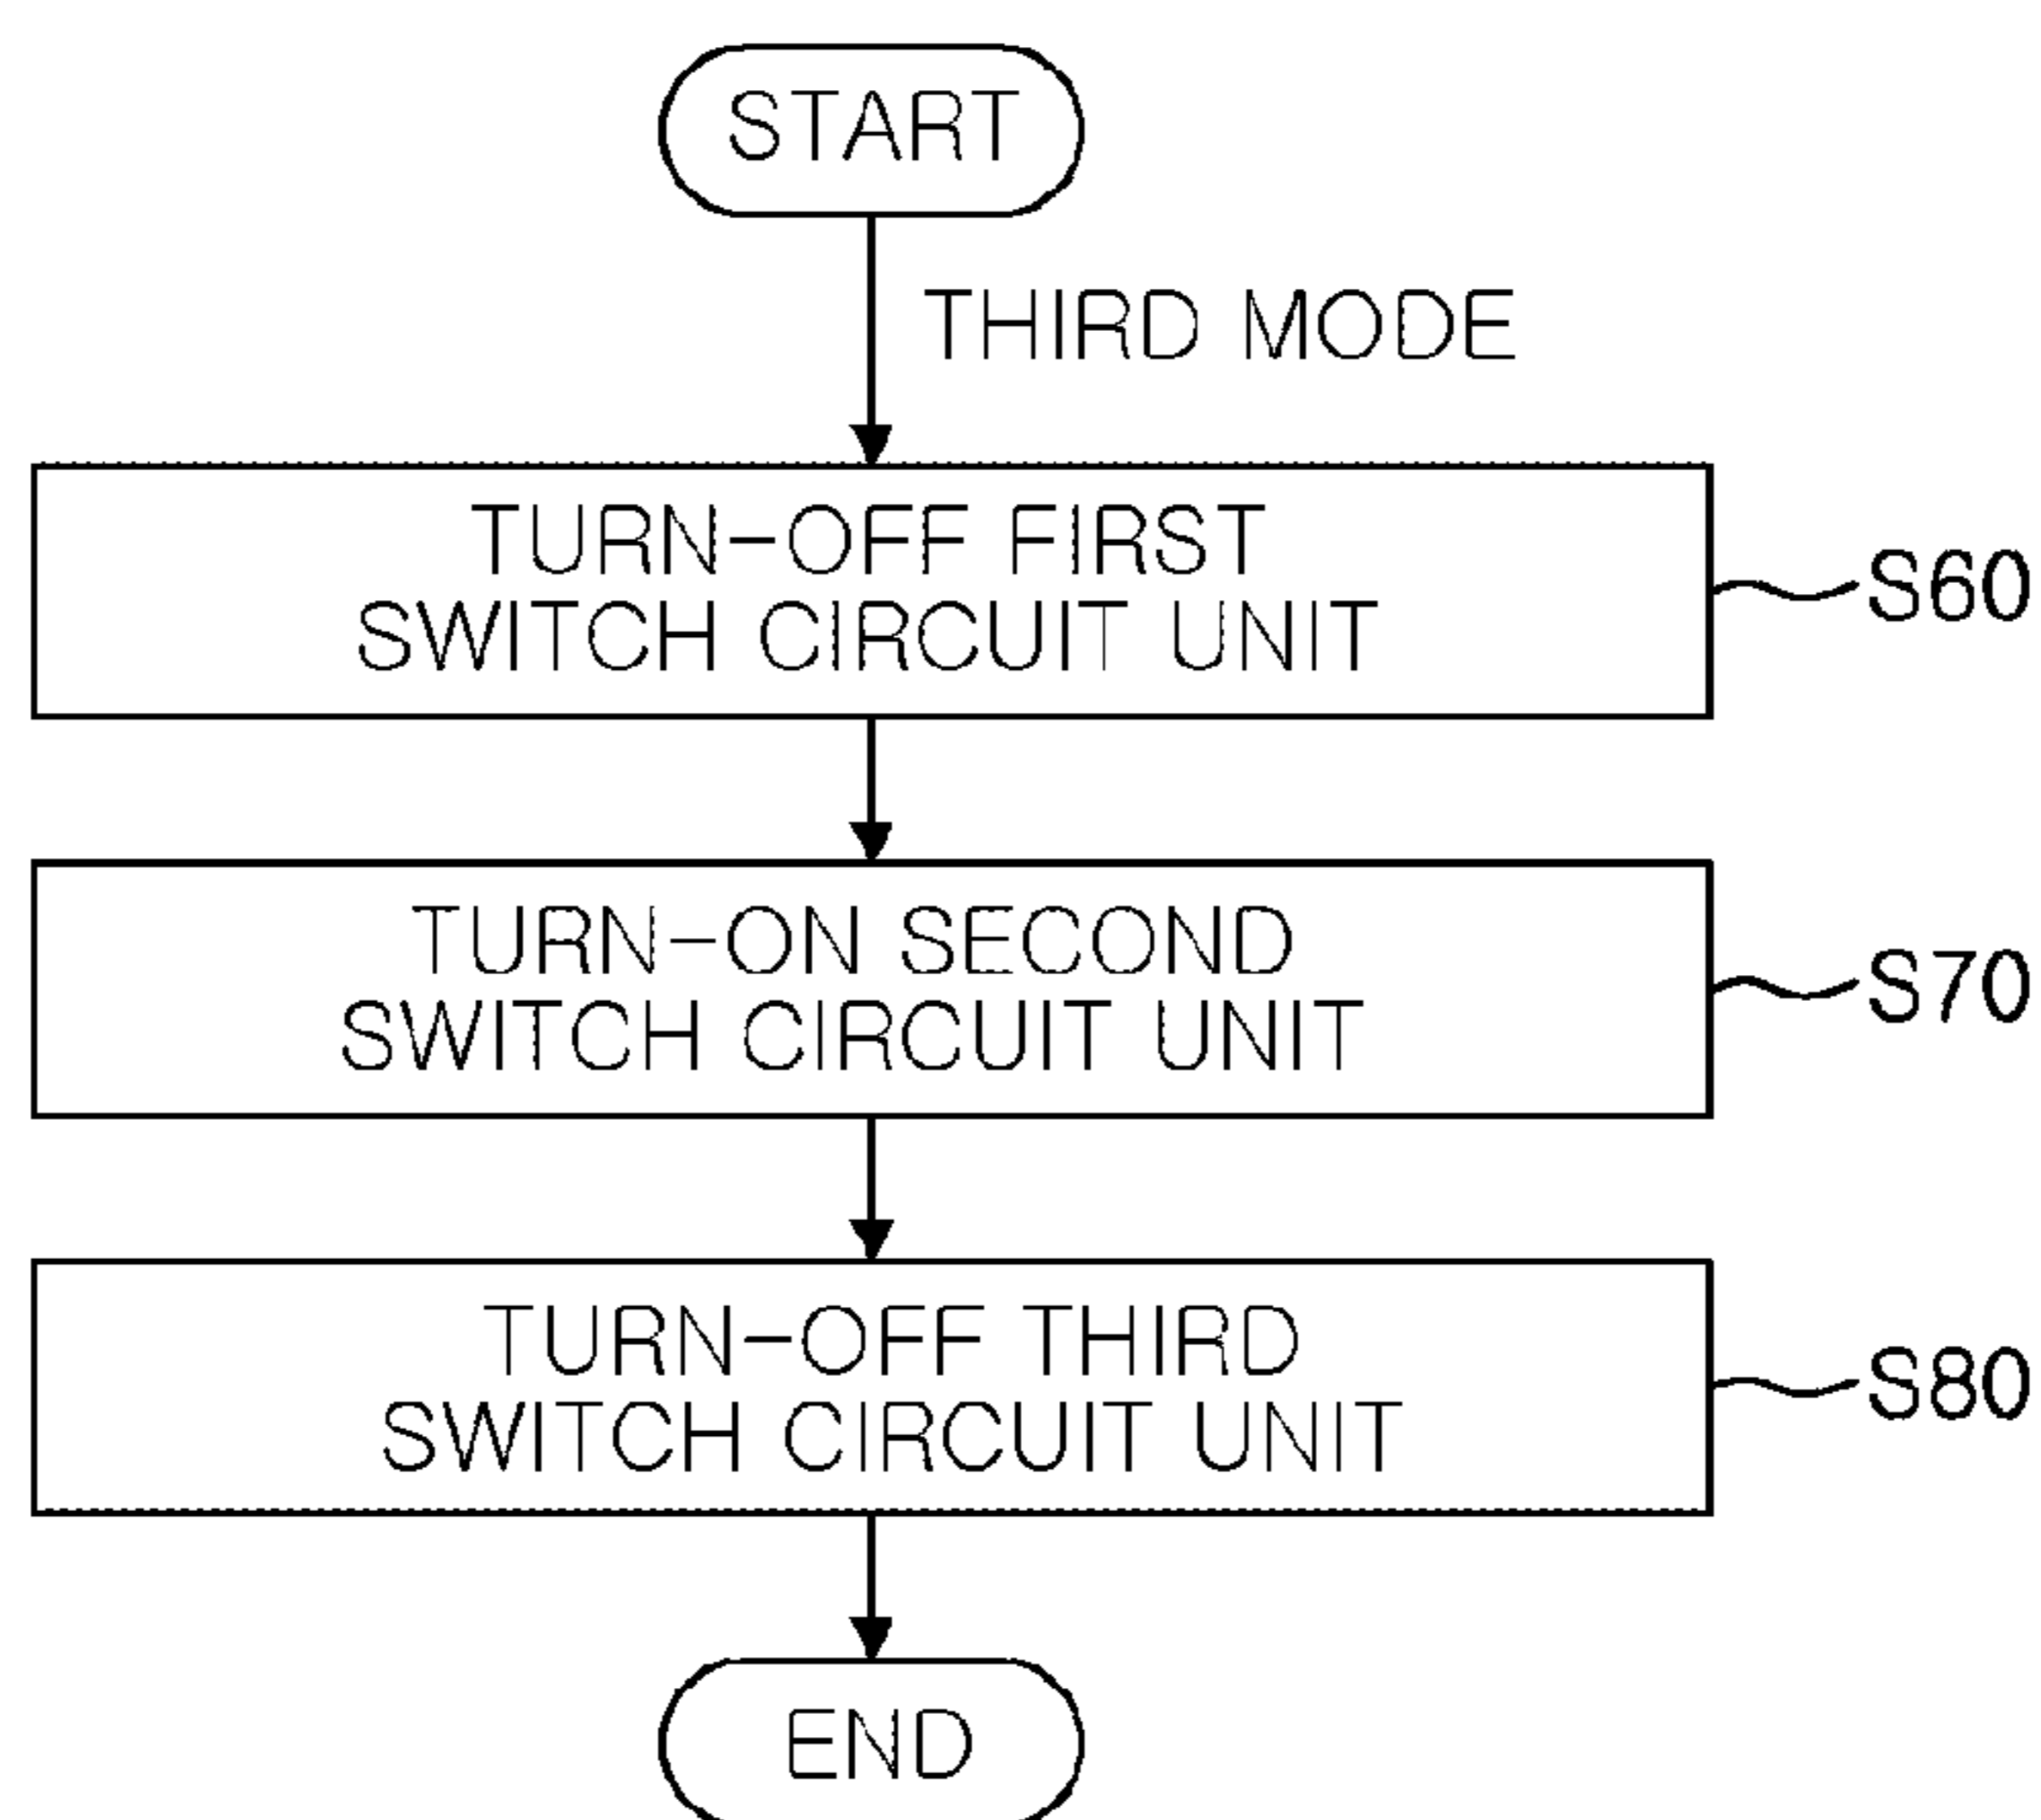 START
THIRD MODE
TURN-OFF FIRST
SWITCH CIRCUIT UNIT
S60
TURN-ON SECOND
SWITCH CIRCUIT UNIT
S70
TURN-OFF THIRD
SWITCH CIRCUIT UNIT
S80
END